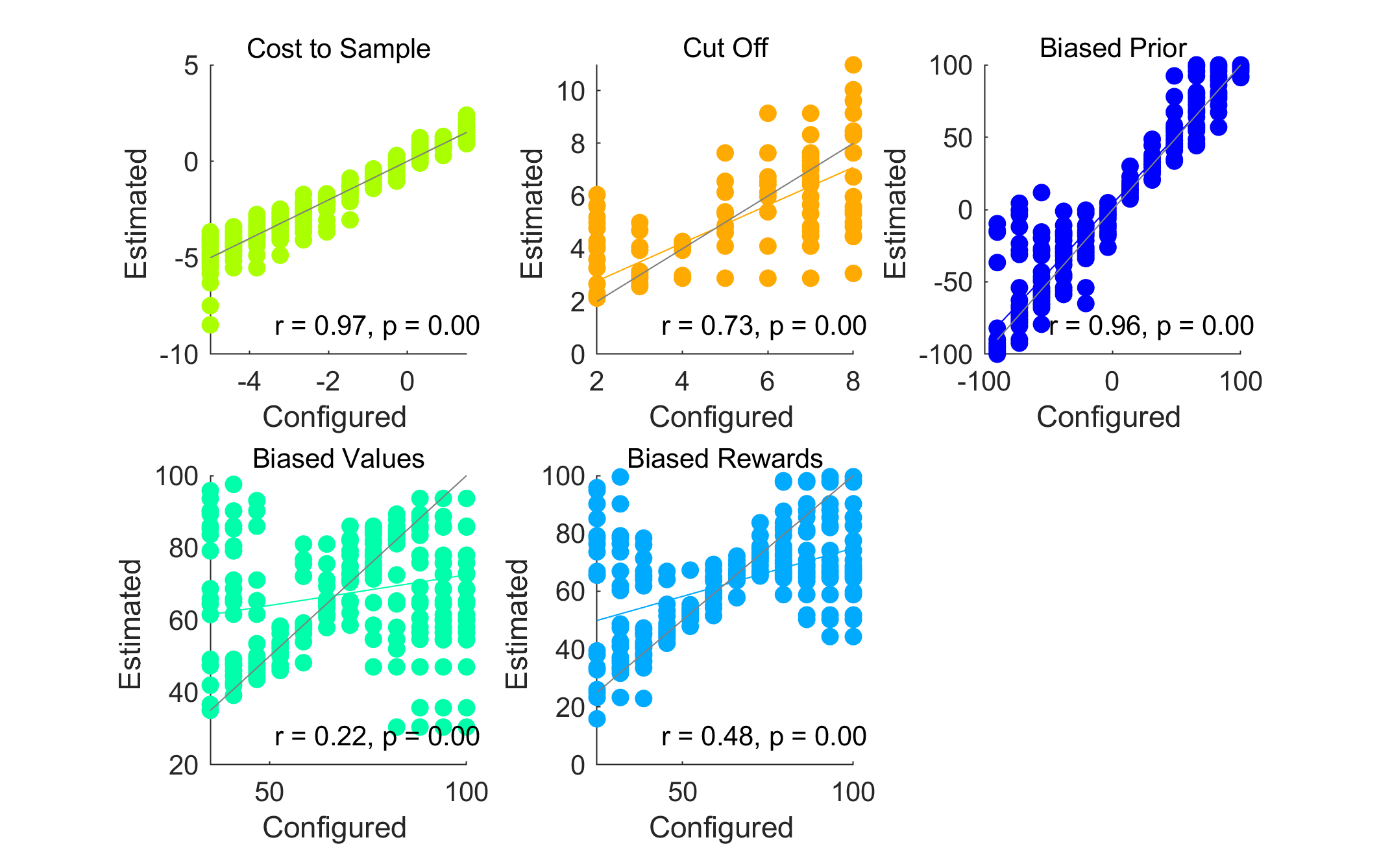 Cost to Sample
5
0
-5
-10
Estimated
-4
-2
0
Configured
r = 0.97, p = 0.00
Cut Off
10
8
6
4
2
0
Estimated
2
4
6
8
Configured
r = 0.73, p = 0.00
Biased Prior
100
50
0
-50
-100
Estimated
-100
0
100
Configured
r = 0.96, p = 0.00
Biased Values
100
80
60
40
20
Estimated
50
100
Configured
r = 0.22, p = 0.00
Biased Rewards
100
80
60
40
20
0
Estimated
50
100
Configured
r = 0.48, p = 0.00